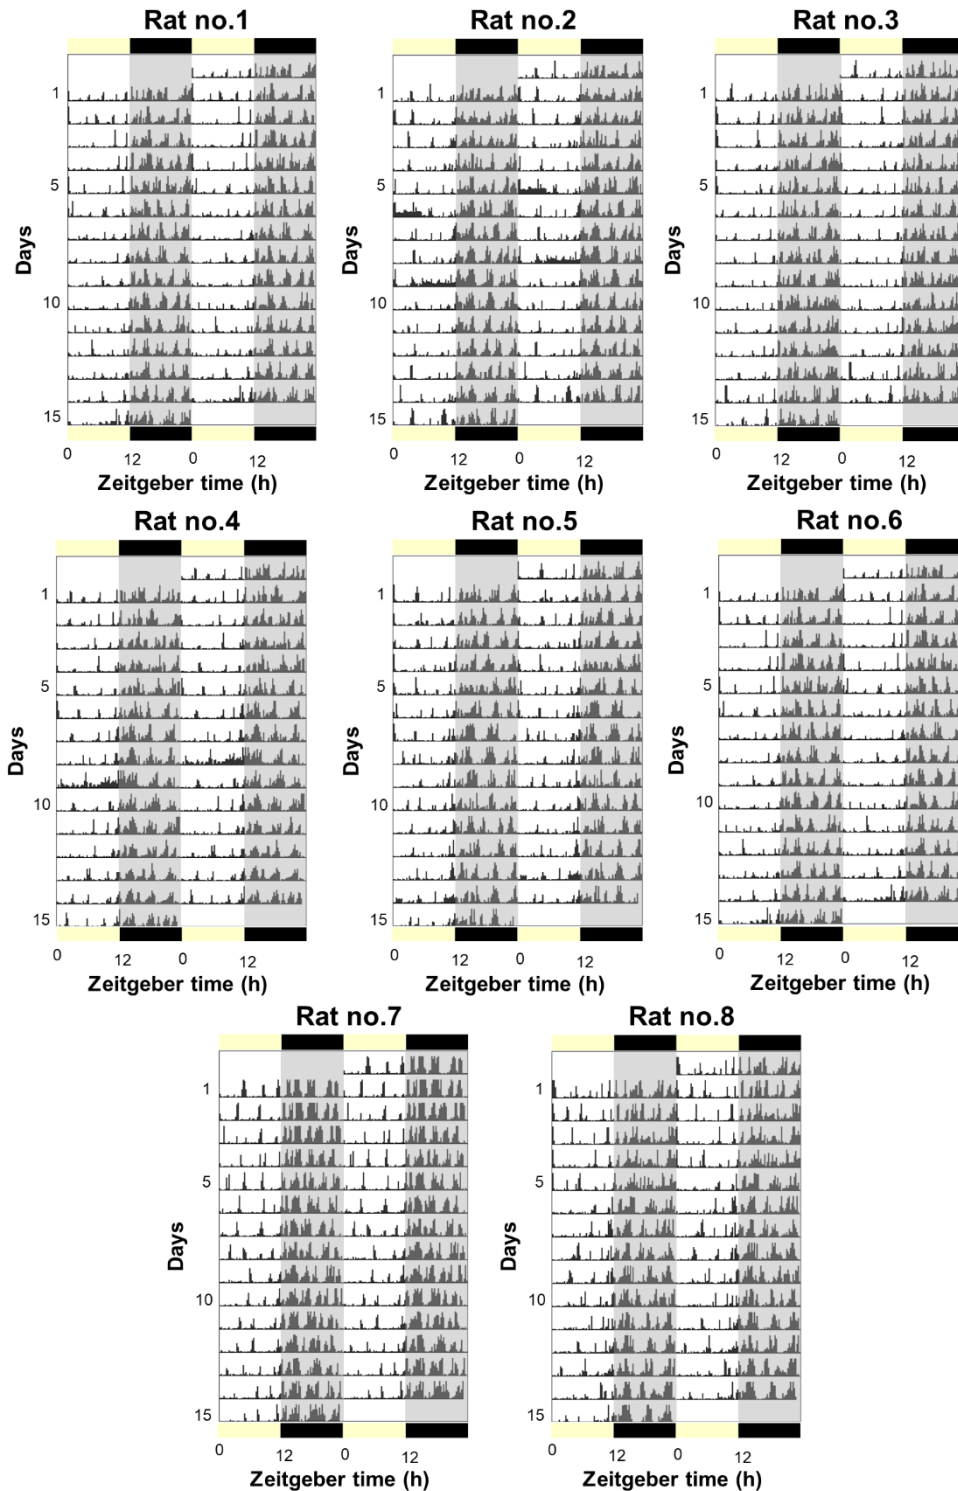 Rat no.1
Rat no.2
Rat no.3
Days
1
5
10
15
0 12 0 12
Zeitgeber time (h)
Days
1
5
10
15
0 12 0 12
Zeitgeber time (h)
Days
1
5
10
15
0 12 0 12
Zeitgeber time (h)
Rat no.4
Rat no.5
Rat no.6
Days
1
5
10
15
0 12 0 12
Zeitgeber time (h)
Days
1
5
10
15
0 12 0 12
Zeitgeber time (h)
Days
1
5
10
15
0 12 0 12
Zeitgeber time (h)
Rat no.7
Rat no.8
Days
1
5
10
15
0 12 0 12
Zeitgeber time (h)
Days
1
5
10
15
0 12 0 12
Zeitgeber time (h)